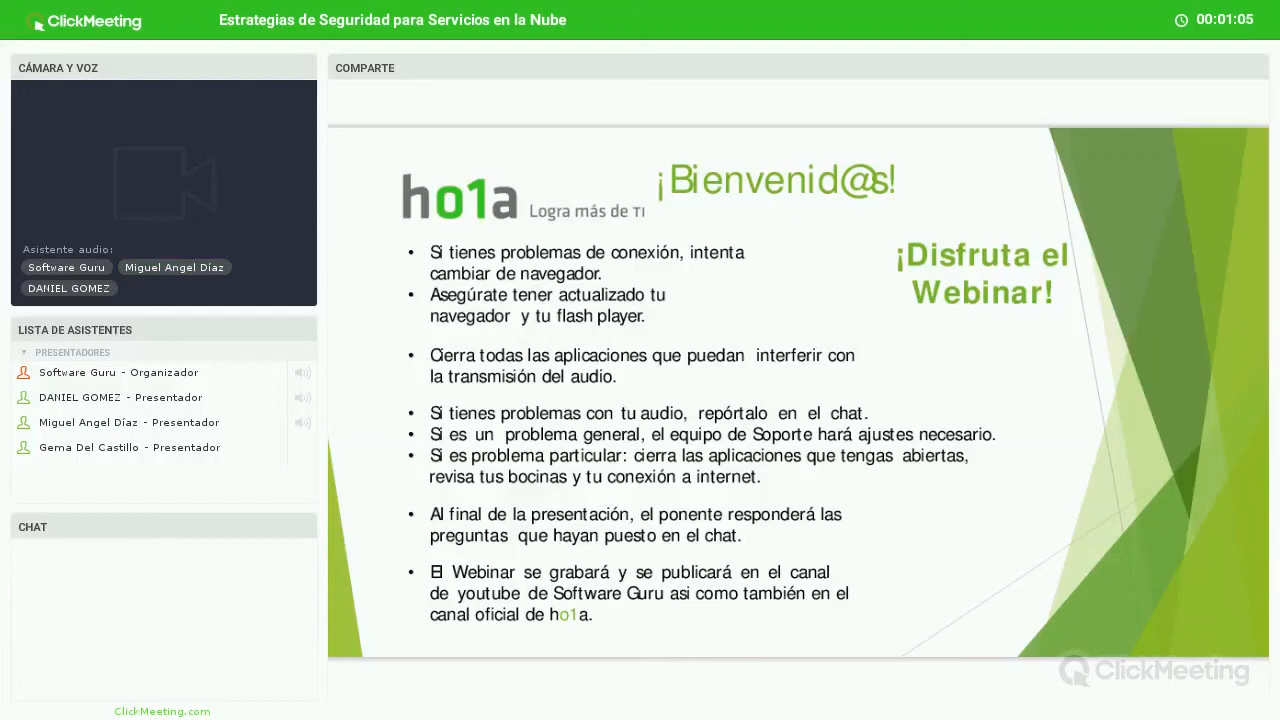 ClickMeeting
Estrategias de Seguridad para Servicios en la Nube
00:01:05
CÁMARA Y VOZ
Asistente audio:
Software Guru
Miguel Angel Díaz
DANIEL GOMEZ
LISTA DE ASISTENTES
PRESENTADORES
Software Guru - Organizador
DANIEL GOMEZ - Presentador
Miguel Angel Díaz - Presentador
Gema Del Castillo - Presentador
CHAT
ClickMeeting.com
COMPARTE
ho1a Logra más de TI
¡Bienvenid@s!
¡Disfruta el
Webinar!
• Si tienes problemas de conexión, intenta
cambiar de navegador.
• Asegúrate tener actualizado tu
navegador y tu flash player.
• Cierra todas las aplicaciones que puedan interferir con
la transmisión del audio.
• Si tienes problemas con tu audio, repórtalo en el chat.
• Si es un problema general, el equipo de Soporte hará ajustes necesario.
• Si es problema particular: cierra las aplicaciones que tengas abiertas,
revisa tus bocinas y tu conexión a internet.
• Al final de la presentación, el ponente responderá las
preguntas que hayan puesto en el chat.
• El Webinar se grabará y se publicará en el canal
de youtube de Software Guru asi como también en el
canal oficial de ho1a.
ClickMeeting